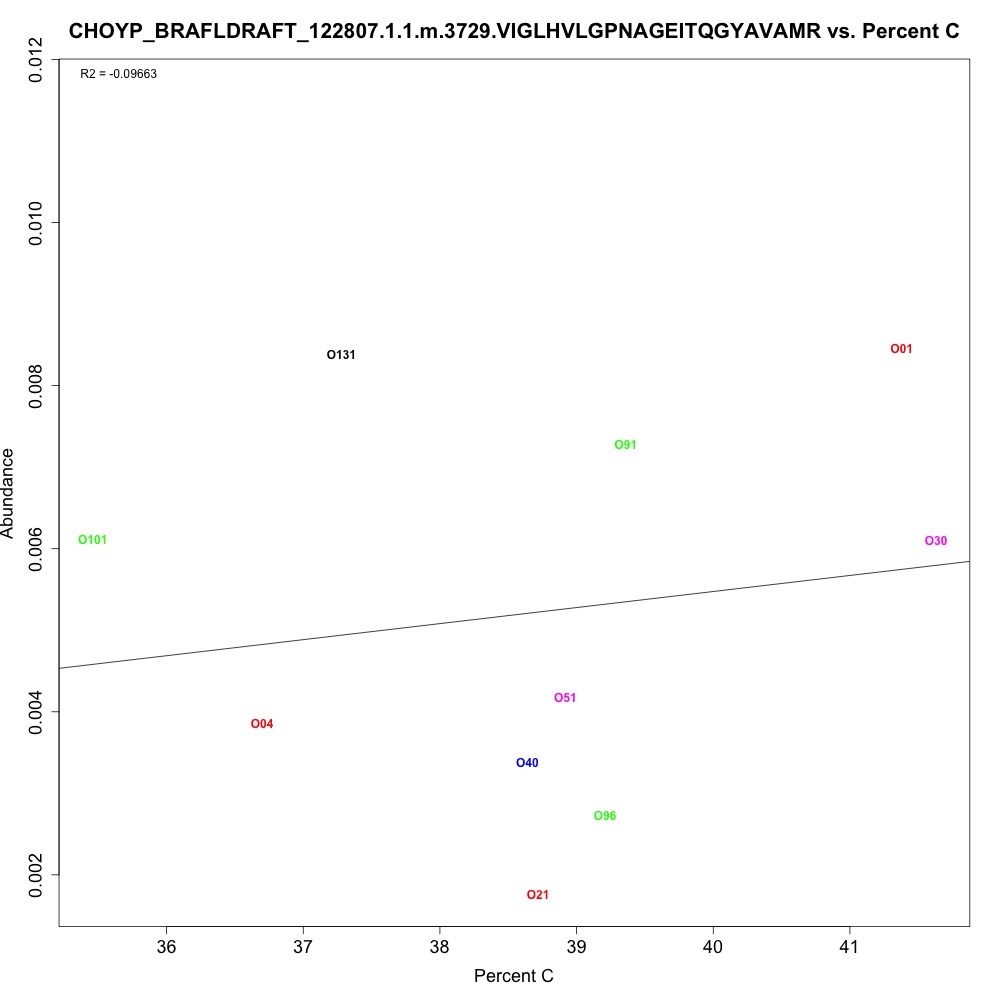 CHOYP_BRAFLDRAFT_122807.1.1.m.3729.VIGLHVLGPNAGEITQGYAVAMR vs. Percent C
R2 = -0.09663
0.012
0.010
0.008
0.006
0.004
0.002
Abundance
O131
O01
O91
O101
O30
O51
O04
O40
O96
O21
36 37 38 39 40 41
Percent C